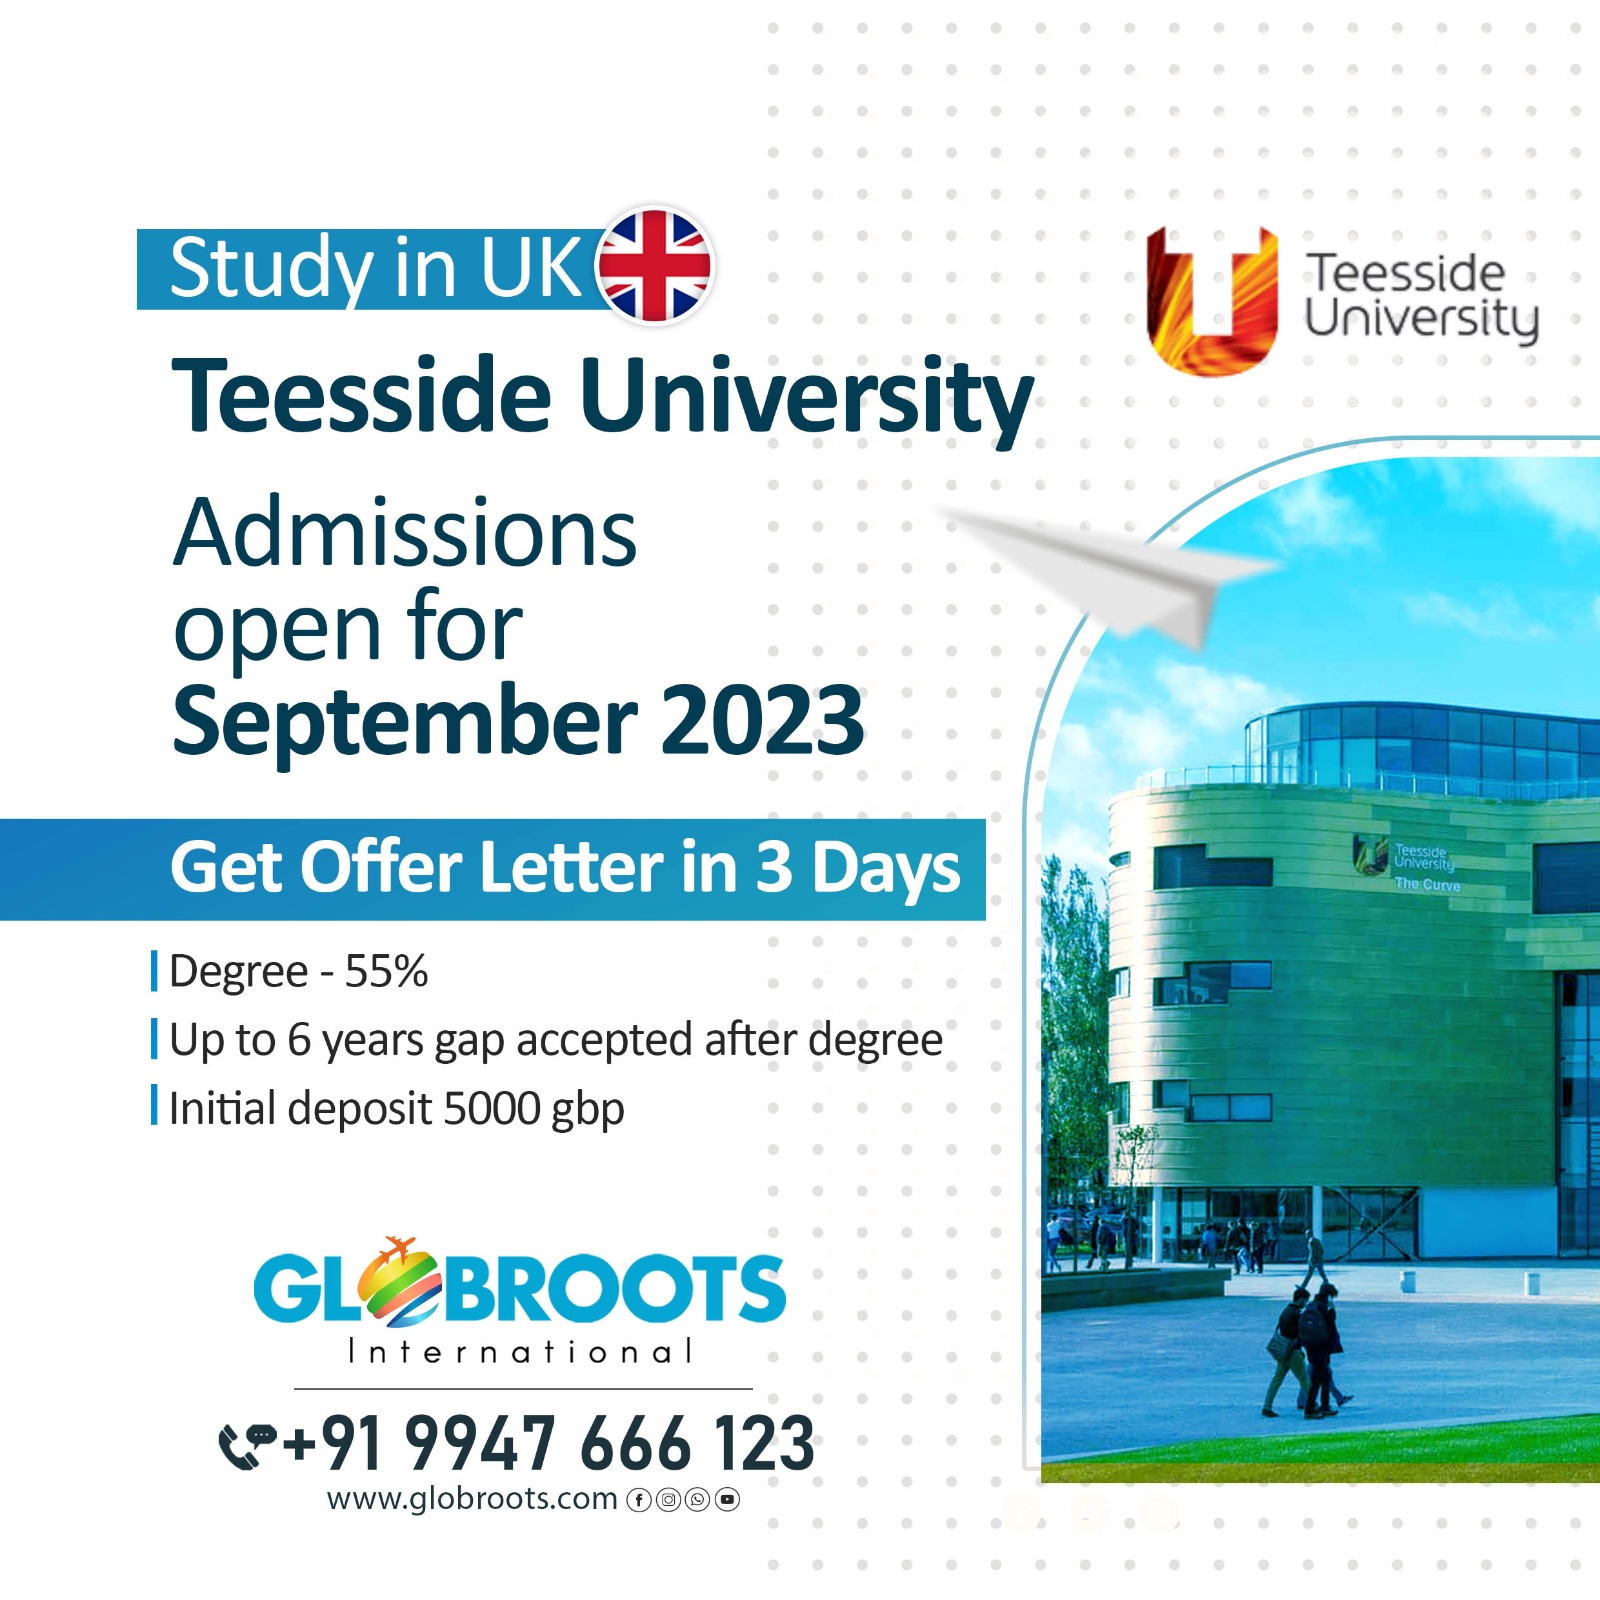 Study in UK
Teesside
University
Teesside University
Admissions
open for
September 2023
Get Offer Letter in 3 Days
Degree - 55%
Up to 6 years gap accepted after degree
Initial deposit 5000 gbp
Teesside
University
The Curve
GLOBROOTS
International
+91 9947 666 123
www.globroots.com